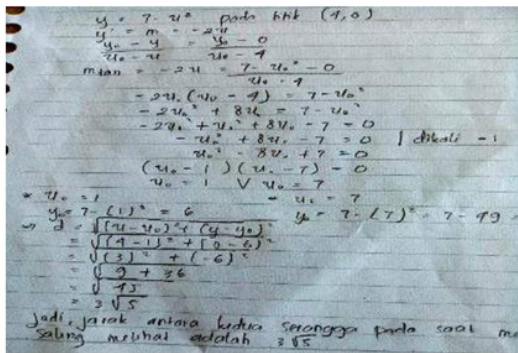 y = 7 - x² pada titik (4,0)
y' = m = -2x
y₀ - y / x₀ - x = y₀ - 0 / x₀ - 4
m tan = -2x = 7 - x₀² - 0 / x₀ - 4
-2x₀ (x₀ - 4) = 7 - x₀²
-2x₀² + 8x₀ = 7 - x₀²
-2x₀² + x₀² + 8x₀ - 7 = 0
-x₀² + 8x₀ - 7 = 0 | dikali -1
x₀² - 8x₀ + 7 = 0
(x₀ - 1)(x₀ - 7) = 0
x₀ = 1 V x₀ = 7
* x₀ = 1
y₀ = 7 - (1)² = 6
- x₀ = 7
y₀ = 7 - (7)² = 7 - 49 =
⇒ d = √(x - x₀)² + (y - y₀)²
= √(4 - 1)² + (0 - 6)²
= √(3)² + (-6)²
= √9 + 36
= √45
= 3√5
Jadi, jarak antara kedua serangga pada saat
saling melihat adalah 3√5